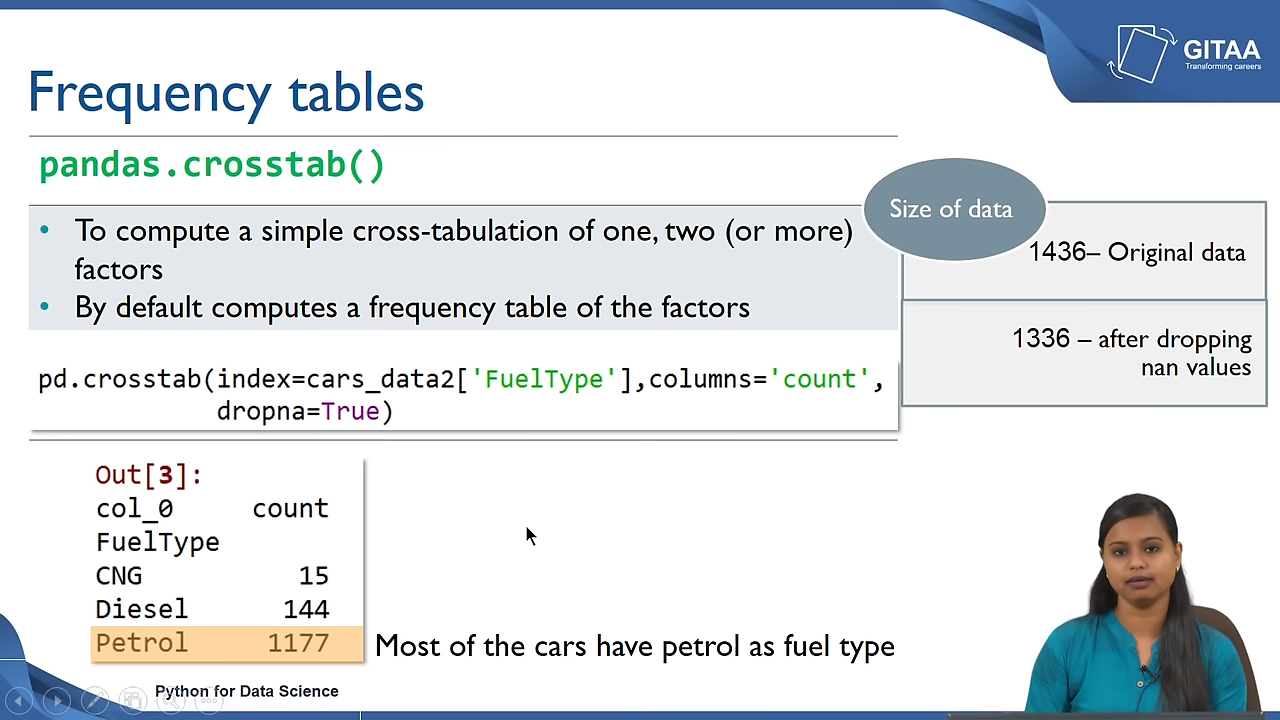 GITAA
Transforming careers
Frequency tables
pandas.crosstab()
• To compute a simple cross-tabulation of one, two (or more)
factors
• By default computes a frequency table of the factors
Size of data
1436– Original data
1336 – after dropping
nan values
pd.crosstab(index=cars_data2['FuelType'],columns='count',
dropna=True)
Out[3]:
col_0 count
FuelType
CNG 15
Diesel 144
Petrol 1177
Most of the cars have petrol as fuel type
Python for Data Science